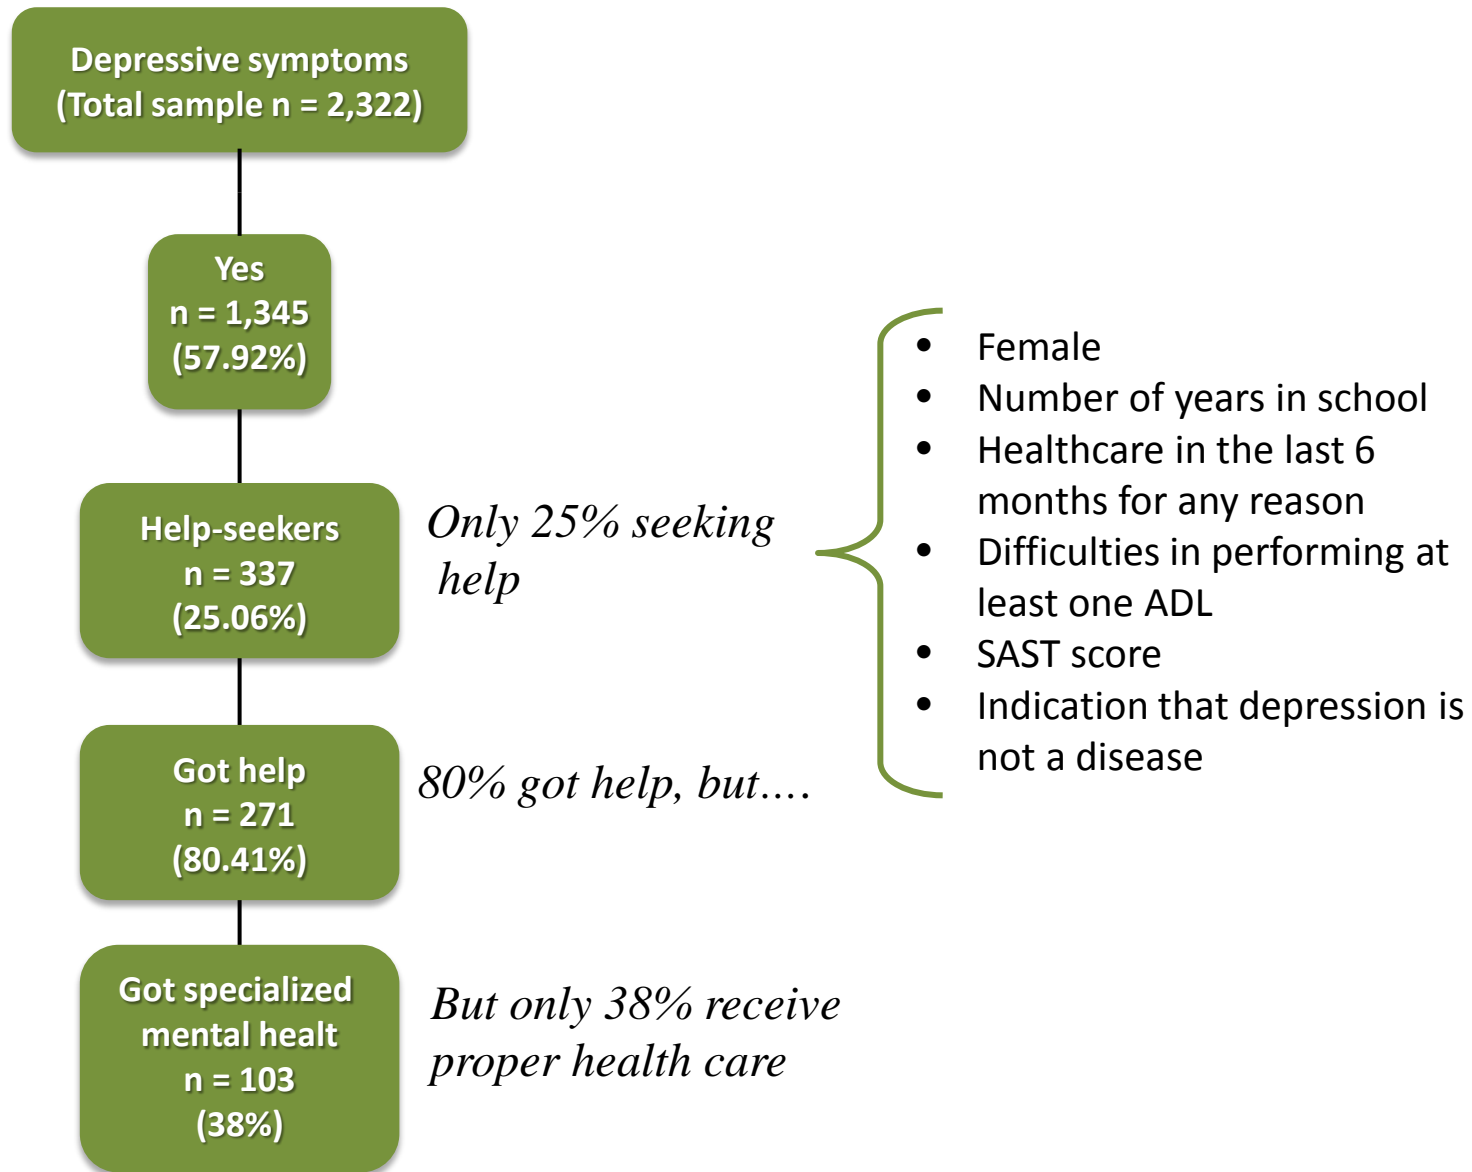 Depressive symptoms
(Total sample n = 2,322)
Yes
n = 1,345
(57.92%)
Help-seekers
n = 337
(25.06%)
Only 25% seeking
help
• Female
• Number of years in school
• Healthcare in the last 6
months for any reason
• Difficulties in performing at
least one ADL
• SAST score
• Indication that depression is
not a disease
Got help
n = 271
(80.41%)
80% got help, but….
Got specialized
mental healt
n = 103
(38%)
But only 38% receive
proper health care